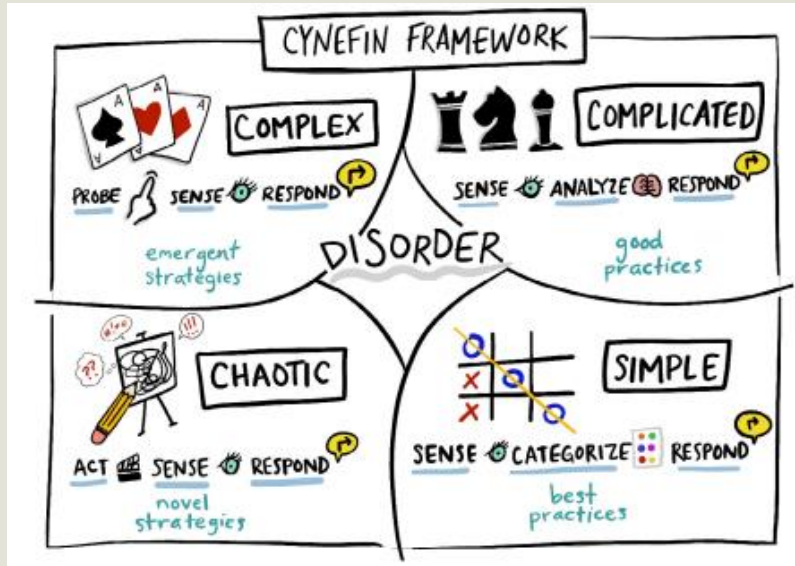 CYNEFIN FRAMEWORK
A
A
A
A
COMPLEX
PROBE SENSE RESPOND
emergent
strategies
COMPLICATED
SENSE ANALYZE RESPOND
good
practices
DISORDER
??
!!!
CHAOTIC
ACT SENSE RESPOND
novel
strategies
X
X
SIMPLE
SENSE CATEGORIZE RESPOND
best
practices